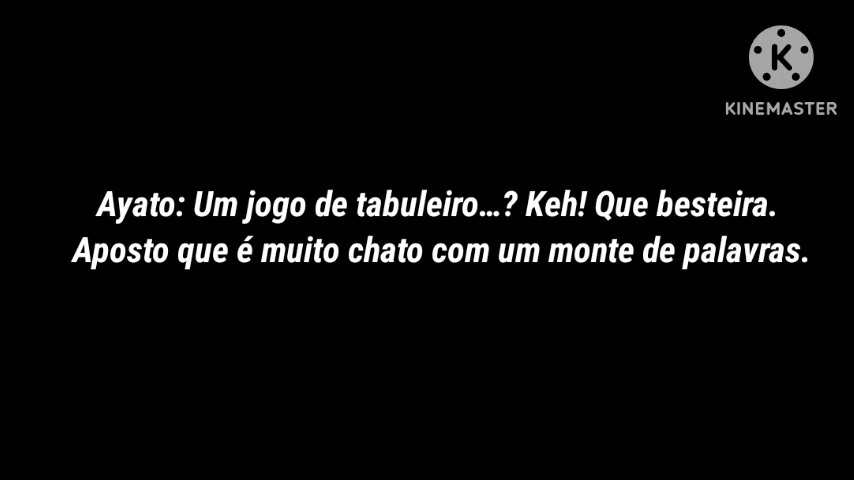 KINEMASTER
Ayato: Um jogo de tabuleiro...? Keh! Que besteira.
Aposto que é muito chato com um monte de palavras.